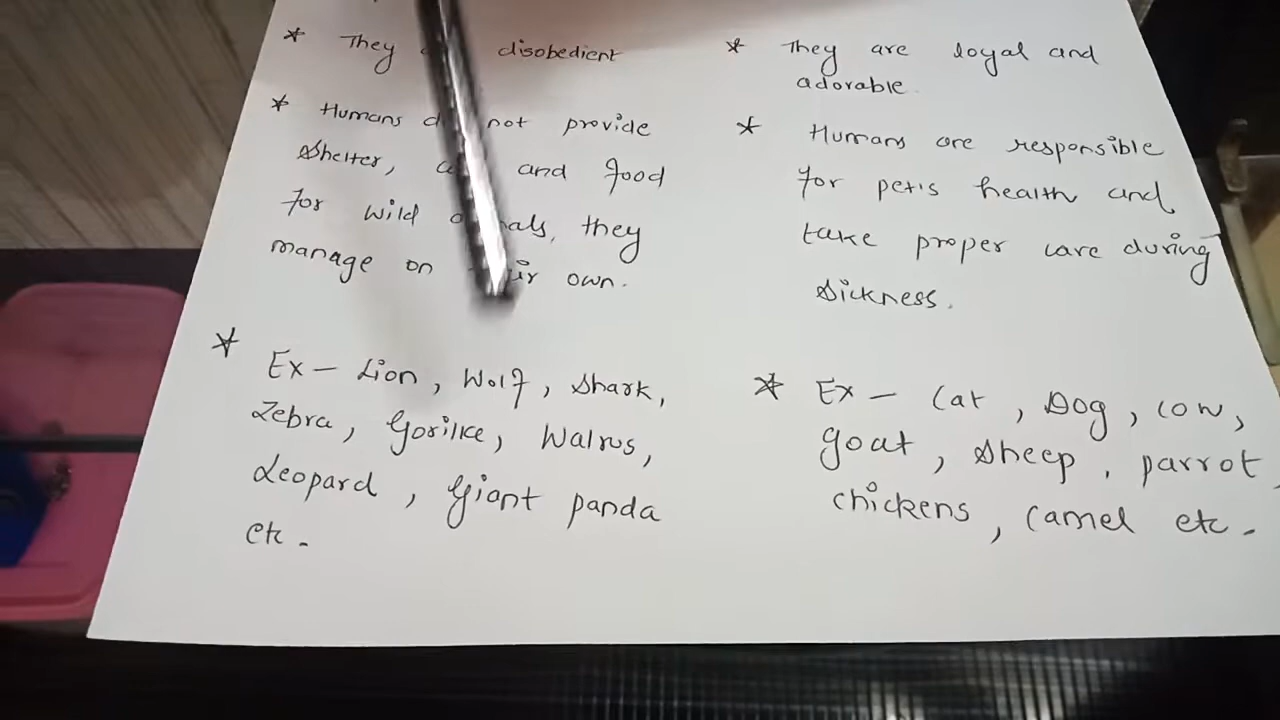 * They disobedient
* Humans not provide
Shelter, and food
for wild they
manage on own.
* Ex - Lion, Wolf, Shark,
Zebra, Gorilke, Walrus,
Leopard, Giant panda
etc.
* They are loyal and
adorable.
* Humans are responsible
for pet's health and
take proper care during
Sickness.
* Ex - Cat, Dog, Cow,
goat, Sheep, parrot,
chickens, Camel etc.